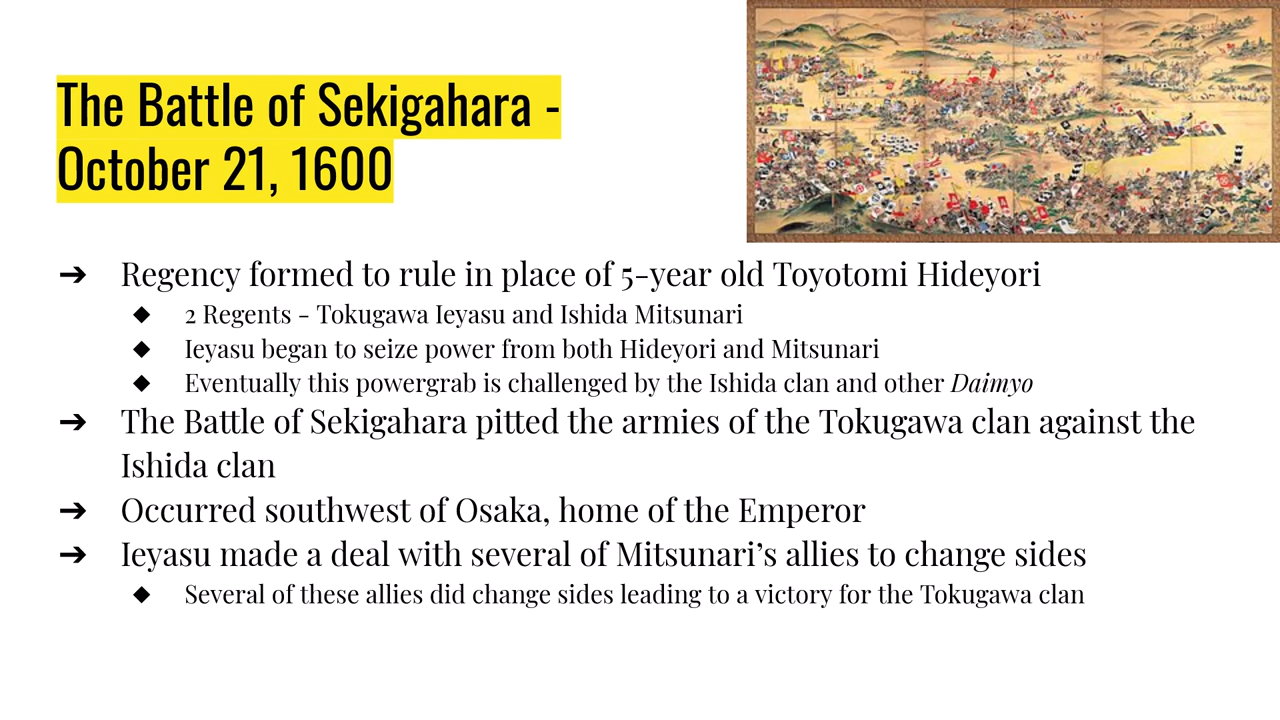 The Battle of Sekigahara -
October 21, 1600
➔ Regency formed to rule in place of 5-year old Toyotomi Hideyori
◆ 2 Regents - Tokugawa Ieyasu and Ishida Mitsunari
◆ Ieyasu began to seize power from both Hideyori and Mitsunari
◆ Eventually this powergrab is challenged by the Ishida clan and other Daimyo
➔ The Battle of Sekigahara pitted the armies of the Tokugawa clan against the
Ishida clan
➔ Occurred southwest of Osaka, home of the Emperor
➔ Ieyasu made a deal with several of Mitsunari’s allies to change sides
◆ Several of these allies did change sides leading to a victory for the Tokugawa clan